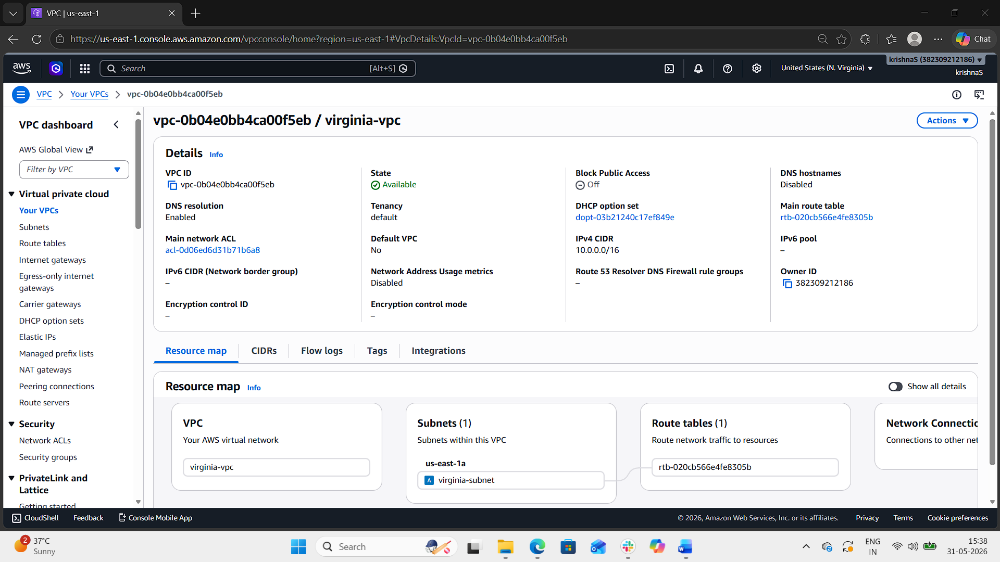 VPC | us-east-1
https://us-east-1.console.aws.amazon.com/vpcconsole/home?region=us-east-1#VpcDetails:VpcId=vpc-0b04e0bb4ca00f5eb
Chat
aws
Search
[Alt+S]
United States (N. Virginia)
krishnaS (382309212186)
krishnaS
VPC
Your VPCs
vpc-0b04e0bb4ca00f5eb
VPC dashboard
AWS Global View
Filter by VPC
Virtual private cloud
Your VPCs
Subnets
Route tables
Internet gateways
Egress-only internet
gateways
Carrier gateways
DHCP option sets
Elastic IPs
Managed prefix lists
NAT gateways
Peering connections
Route servers
Security
Network ACLs
Security groups
PrivateLink and
Lattice
Getting started
vpc-0b04e0bb4ca00f5eb / virginia-vpc
Actions
Details Info
VPC ID
vpc-0b04e0bb4ca00f5eb
State
Available
Block Public Access
Off
DNS hostnames
Disabled
DNS resolution
Enabled
Tenancy
default
DHCP option set
dopt-03b21240c17ef849e
Main route table
rtb-020cb566e4fe8305b
Main network ACL
acl-0d06ed6d31b71b6a8
Default VPC
No
IPv4 CIDR
10.0.0.0/16
IPv6 pool
–
IPv6 CIDR (Network border group)
–
Network Address Usage metrics
Disabled
Route 53 Resolver DNS Firewall rule groups
–
Owner ID
382309212186
Encryption control ID
–
Encryption control mode
–
Resource map
CIDRs
Flow logs
Tags
Integrations
Resource map Info
Show all details
VPC
Your AWS virtual network
virginia-vpc
Subnets (1)
Subnets within this VPC
us-east-1a
A virginia-subnet
Route tables (1)
Route network traffic to resources
rtb-020cb566e4fe8305b
Network Connectio
Connections to other net
CloudShell
Feedback
Console Mobile App
© 2026, Amazon Web Services, Inc. or its affiliates.
Privacy
Terms
Cookie preferences
2
37°C
Sunny
Search
ENG
IN
15:38
31-05-2026